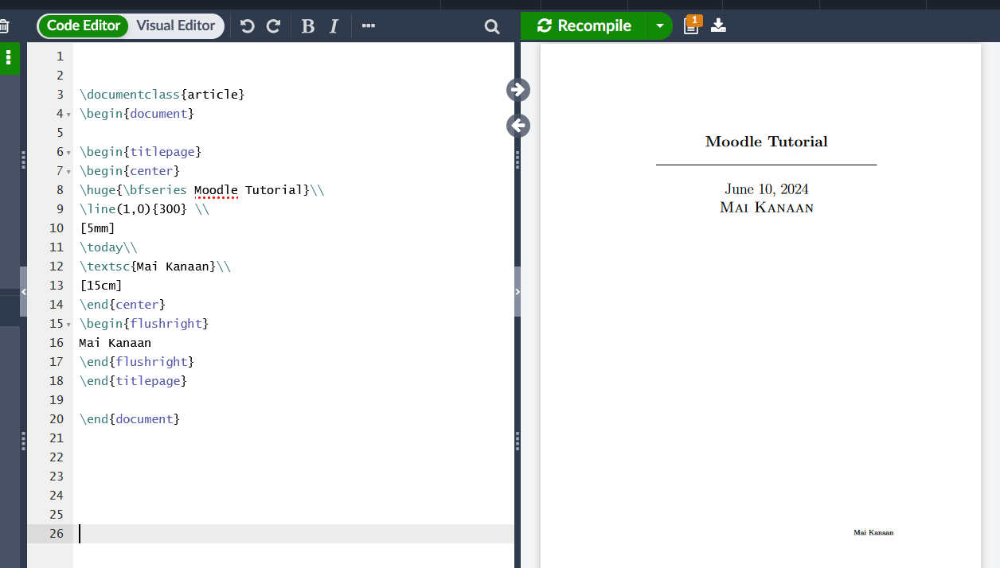 Code Editor Visual Editor B I Recompile 1
1
2
3 \documentclass{article}
4 \begin{document}
5
6 \begin{titlepage}
7 \begin{center}
8 \huge{\bfseries Moodle Tutorial}\\
9 \line(1,0){300} \\
10 [5mm]
11 \today\\
12 \textsc{Mai Kanaan}\\
13 [15cm]
14 \end{center}
15 \begin{flushright}
16 Mai Kanaan
17 \end{flushright}
18 \end{titlepage}
19
20 \end{document}
21
22
23
24
25
26
Moodle Tutorial
June 10, 2024
Mai Kanaan
Mai Kanaan